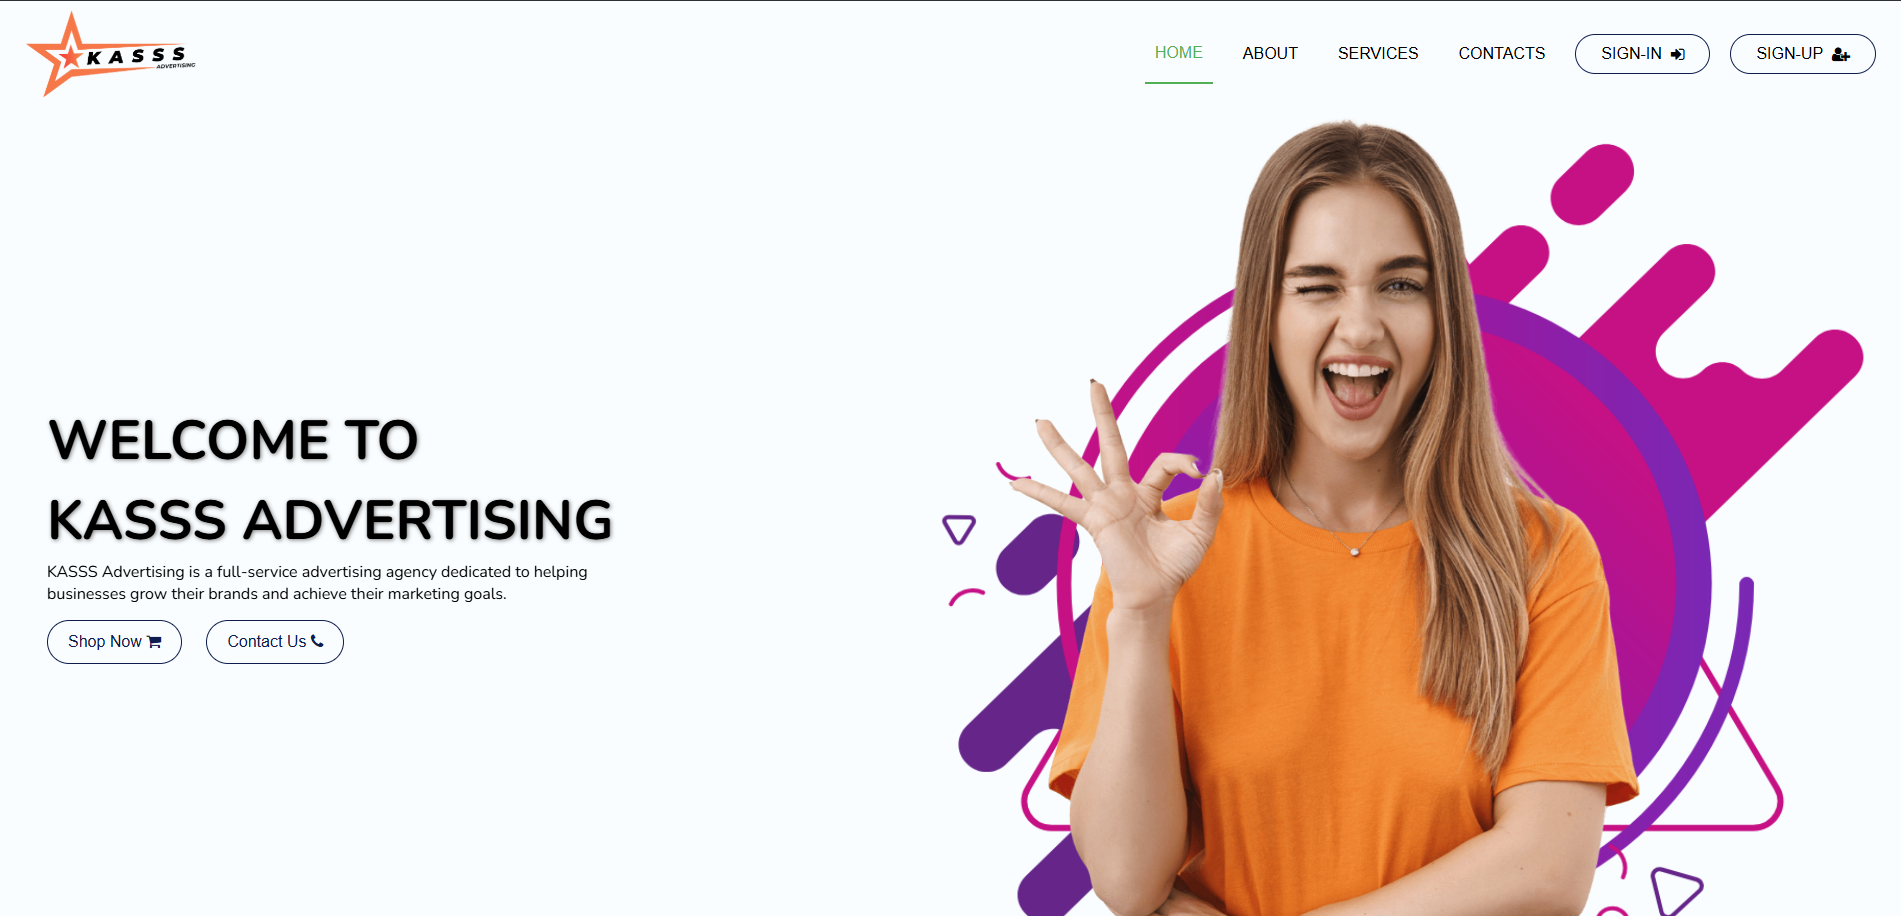 KASSS
ADVERTISING
HOME
ABOUT
SERVICES
CONTACTS
SIGN-IN
SIGN-UP
WELCOME TO
KASSS ADVERTISING
KASSS Advertising is a full-service advertising agency dedicated to helping
businesses grow their brands and achieve their marketing goals.
Shop Now
Contact Us